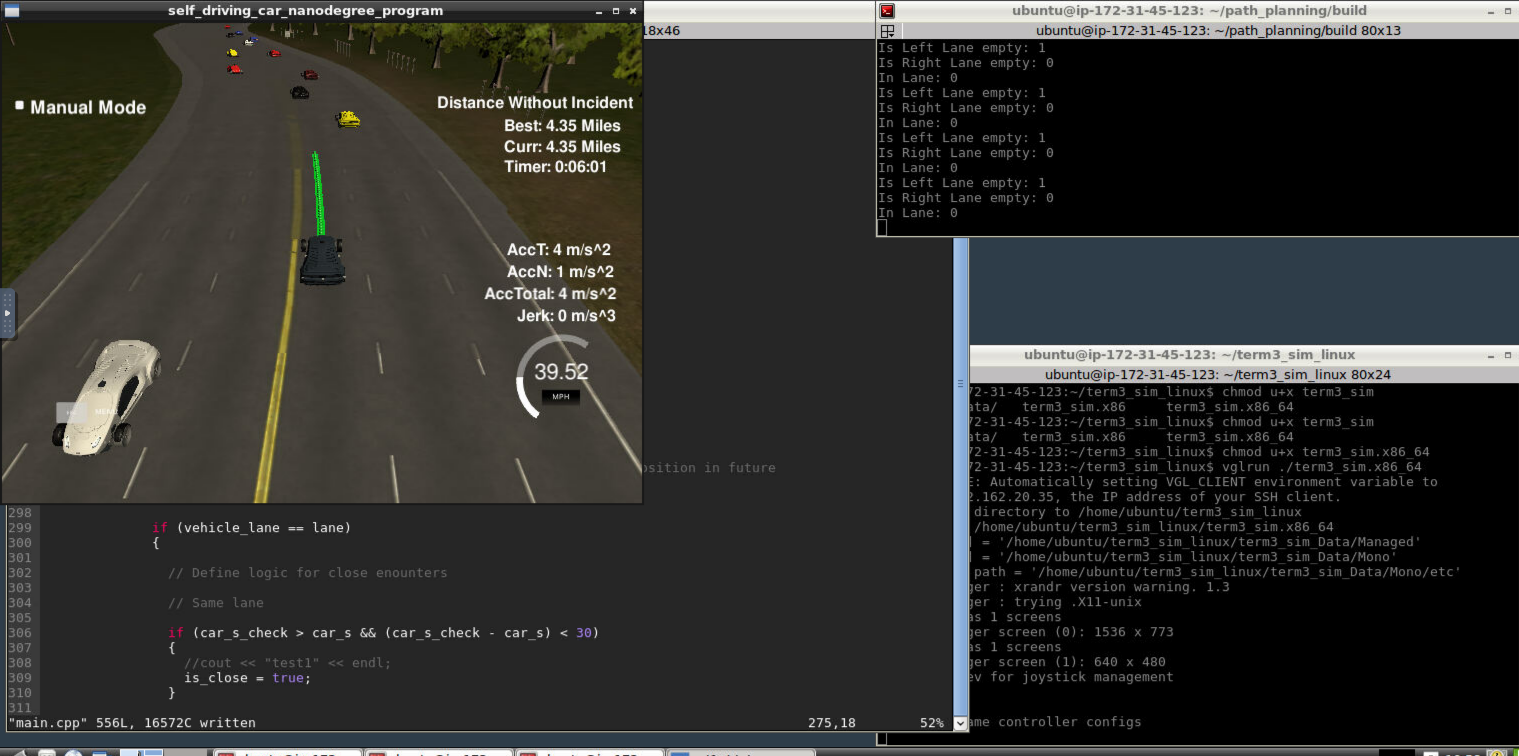 self_driving_car_nanodegree_program
Manual Mode
Distance Without Incident
Best: 4.35 Miles
Curr: 4.35 Miles
Timer: 0:06:01
AccT: 4 m/s^2
AccN: 1 m/s^2
AccTotal: 4 m/s^2
Jerk: 0 m/s^3
39.52
MPH
MENU
18x46
osition in future
298
299 if (vehicle_lane == lane)
300 {
301
302 // Define logic for close enounters
303
304 // Same lane
305
306 if (car_s_check > car_s && (car_s_check - car_s) < 30)
307 {
308 //cout << "test1" << endl;
309 is_close = true;
310 }
311
"main.cpp" 556L, 16572C written 275,18 52%
ubuntu@ip-172-31-45-123: ~/path_planning/build
ubuntu@ip-172-31-45-123: ~/path_planning/build 80x13
Is Left Lane empty: 1
Is Right Lane empty: 0
In Lane: 0
Is Left Lane empty: 1
Is Right Lane empty: 0
In Lane: 0
Is Left Lane empty: 1
Is Right Lane empty: 0
In Lane: 0
Is Left Lane empty: 1
Is Right Lane empty: 0
In Lane: 0
ubuntu@ip-172-31-45-123: ~/term3_sim_linux
ubuntu@ip-172-31-45-123: ~/term3_sim_linux 80x24
72-31-45-123:~/term3_sim_linux$ chmod u+x term3_sim
ata/ term3_sim.x86 term3_sim.x86_64
72-31-45-123:~/term3_sim_linux$ chmod u+x term3_sim
ata/ term3_sim.x86 term3_sim.x86_64
72-31-45-123:~/term3_sim_linux$ chmod u+x term3_sim.x86_64
72-31-45-123:~/term3_sim_linux$ vglrun ./term3_sim.x86_64
E: Automatically setting VGL_CLIENT environment variable to
2.162.20.35, the IP address of your SSH client.
directory to /home/ubuntu/term3_sim_linux
/home/ubuntu/term3_sim_linux/term3_sim.x86_64
] = '/home/ubuntu/term3_sim_linux/term3_sim_Data/Managed'
] = '/home/ubuntu/term3_sim_linux/term3_sim_Data/Mono'
path = '/home/ubuntu/term3_sim_linux/term3_sim_Data/Mono/etc'
ger : xrandr version warning. 1.3
ger : trying .X11-unix
as 1 screens
ger screen (0): 1536 x 773
as 1 screens
ger screen (1): 640 x 480
ev for joystick management
ame controller configs